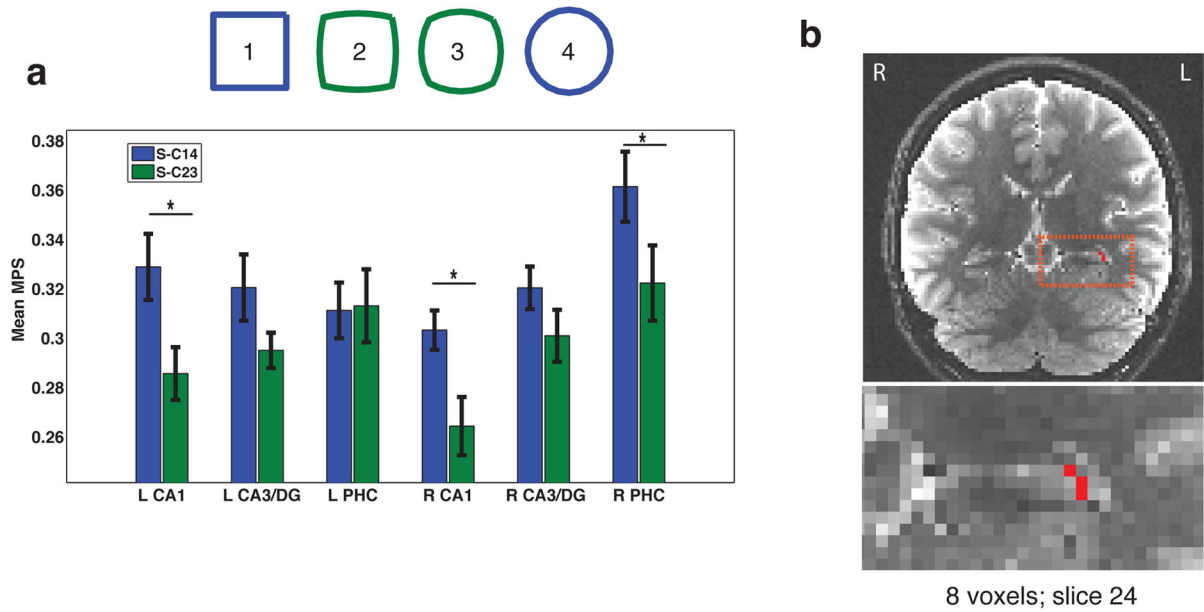 1 2 3 4
a
0.38
0.36
0.34
0.32
0.3
0.28
0.26
Mean MPS
S-C14
S-C23
*
*
*
L CA1 L CA3/DG L PHC R CA1 R CA3/DG R PHC
b
R L
8 voxels; slice 24